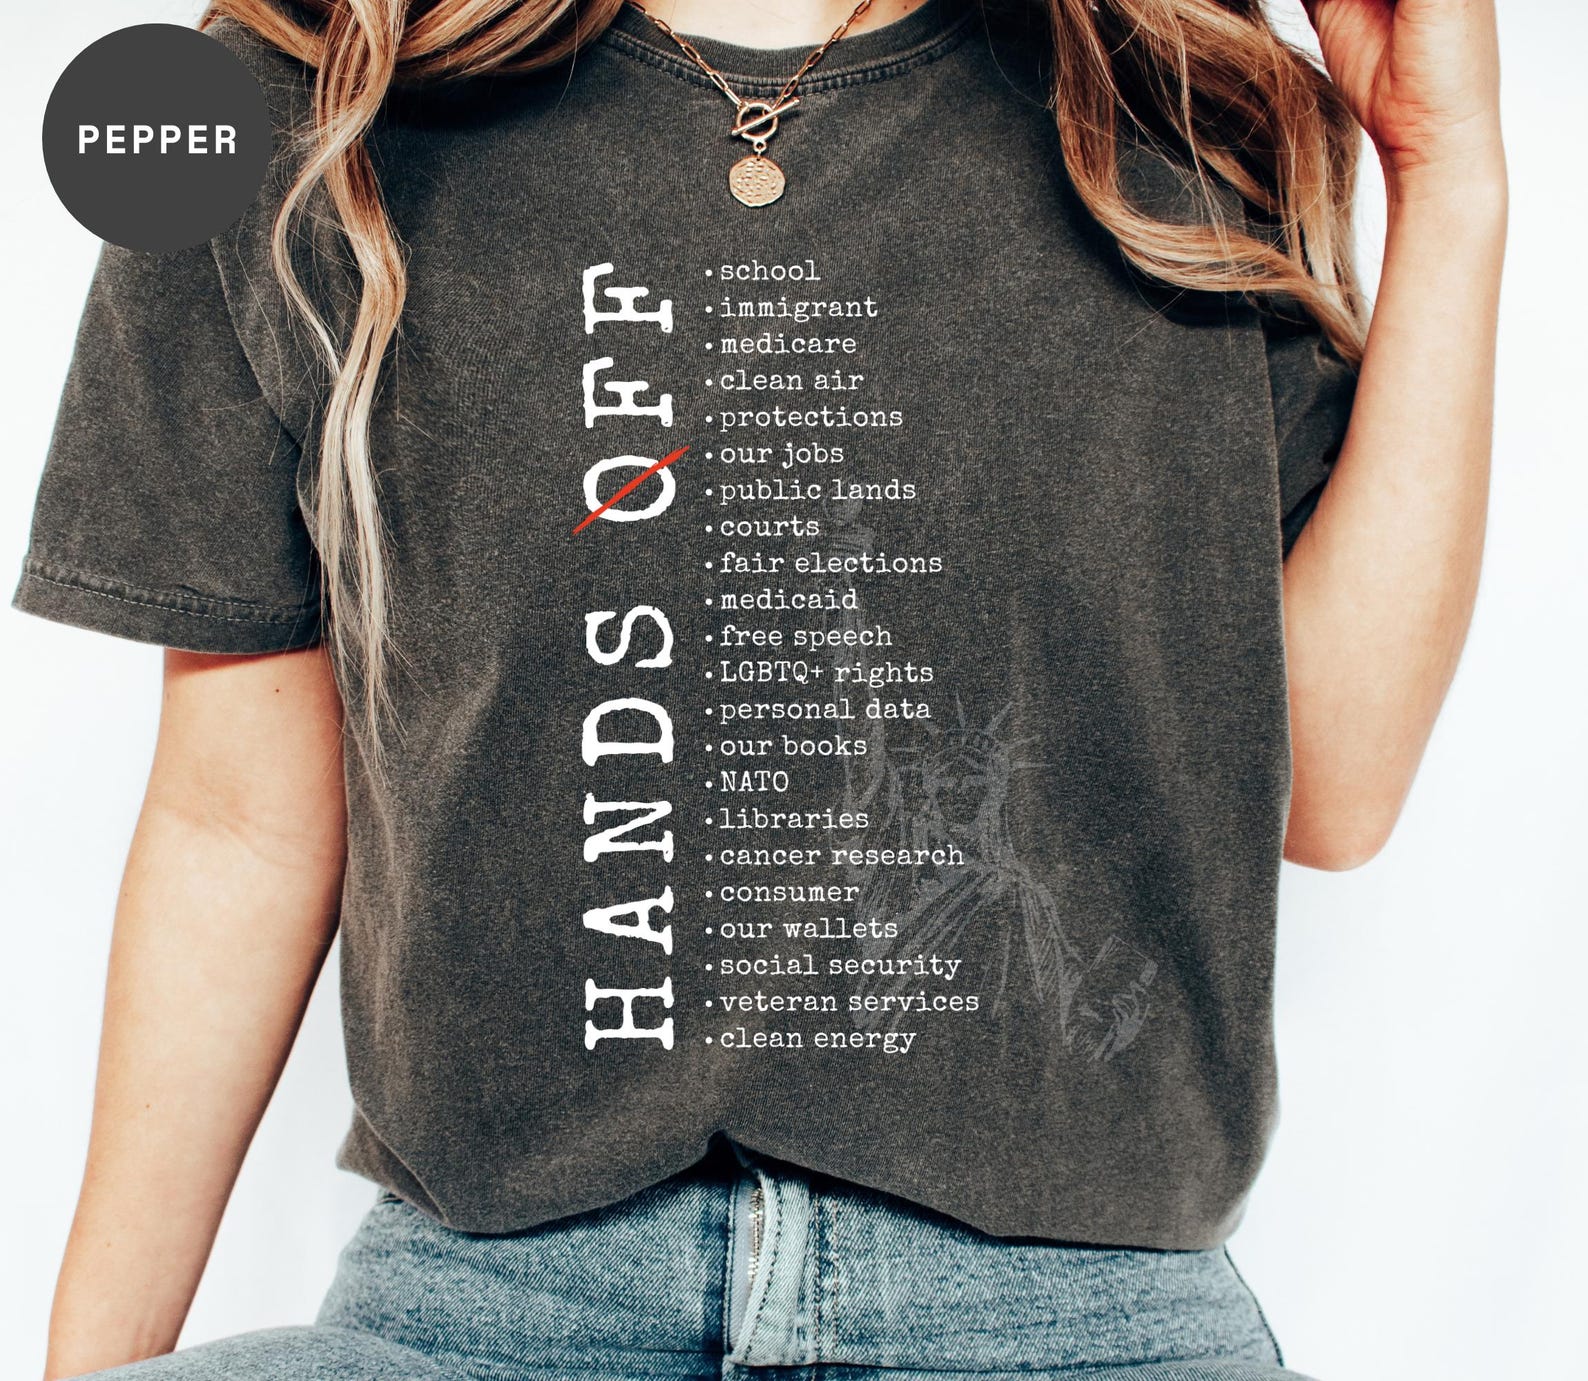 PEPPER
HANDS OFF
• school
• immigrant
• medicare
• clean air
• protections
• our jobs
• public lands
• courts
• fair elections
• medicaid
• free speech
• LGBTQ+ rights
• personal data
• our books
• NATO
• libraries
• cancer research
• consumer
• our wallets
• social security
• veteran services
• clean energy